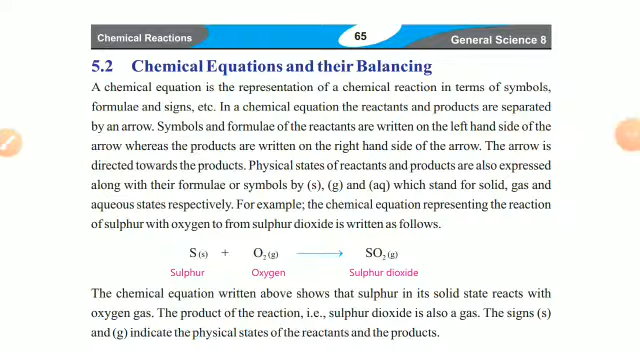 Chemical Reactions 65 General Science 8
5.2 Chemical Equations and their Balancing
A chemical equation is the representation of a chemical reaction in terms of symbols,
formulae and signs, etc. In a chemical equation the reactants and products are separated
by an arrow. Symbols and formulae of the reactants are written on the left hand side of the
arrow whereas the products are written on the right hand side of the arrow. The arrow is
directed towards the products. Physical states of reactants and products are also expressed
along with their formulae or symbols by (s), (g) and (aq) which stand for solid, gas and
aqueous states respectively. For example; the chemical equation representing the reaction
of sulphur with oxygen to from sulphur dioxide is written as follows.
S (s) + O₂ (g) ⟶ SO₂ (g)
Sulphur Oxygen Sulphur dioxide
The chemical equation written above shows that sulphur in its solid state reacts with
oxygen gas. The product of the reaction, i.e., sulphur dioxide is also a gas. The signs (s)
and (g) indicate the physical states of the reactants and the products.